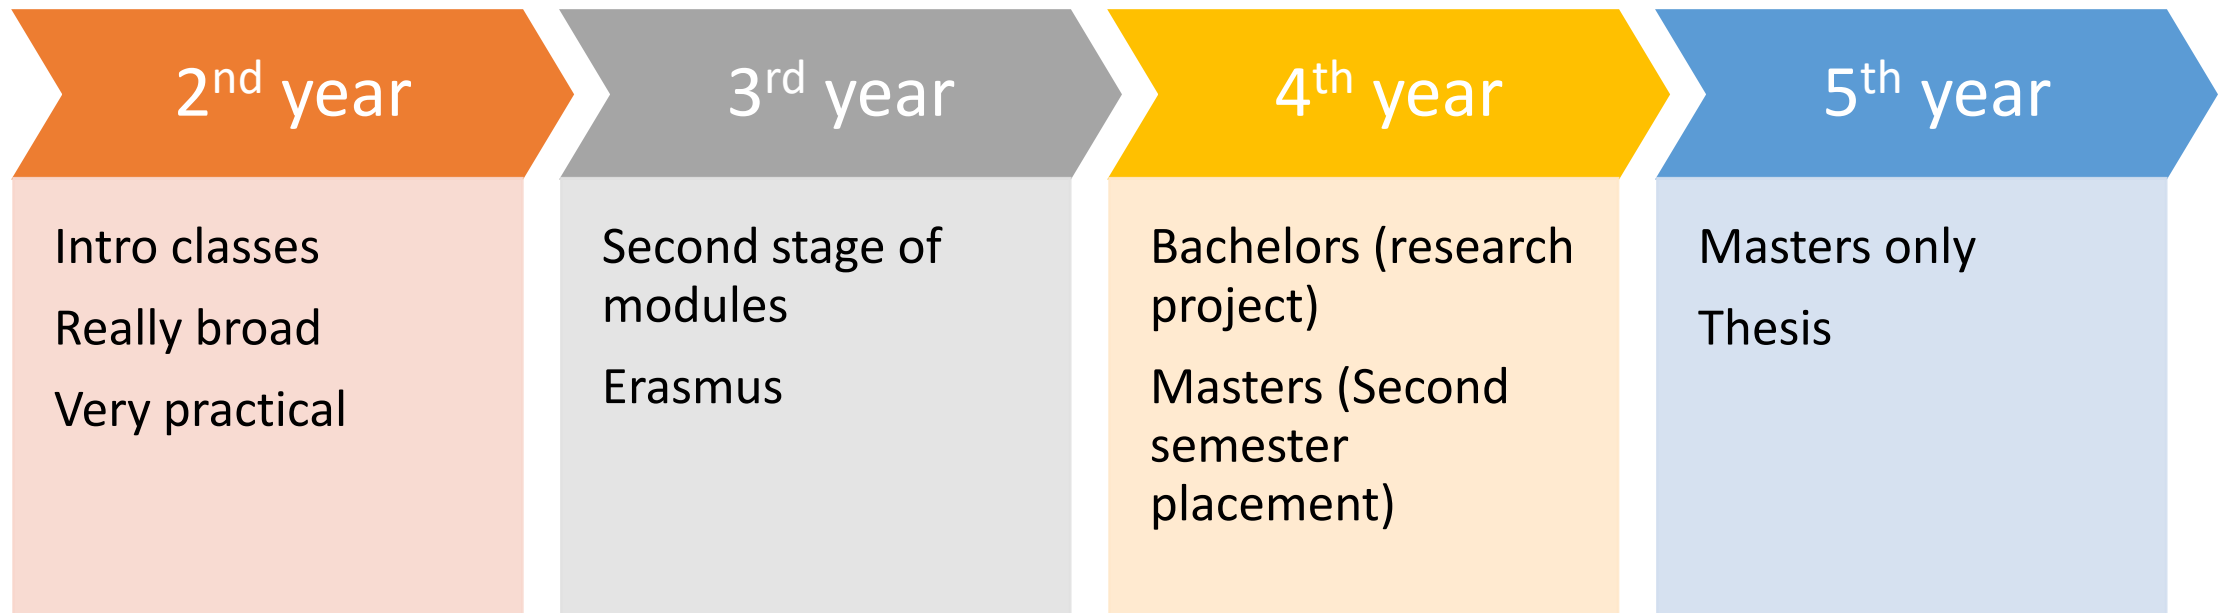 2nd year
Intro classes
Really broad
Very practical
3rd year
Second stage of
modules
Erasmus
4th year
Bachelors (research
project)
Masters (Second
semester
placement)
5th year
Masters only
Thesis